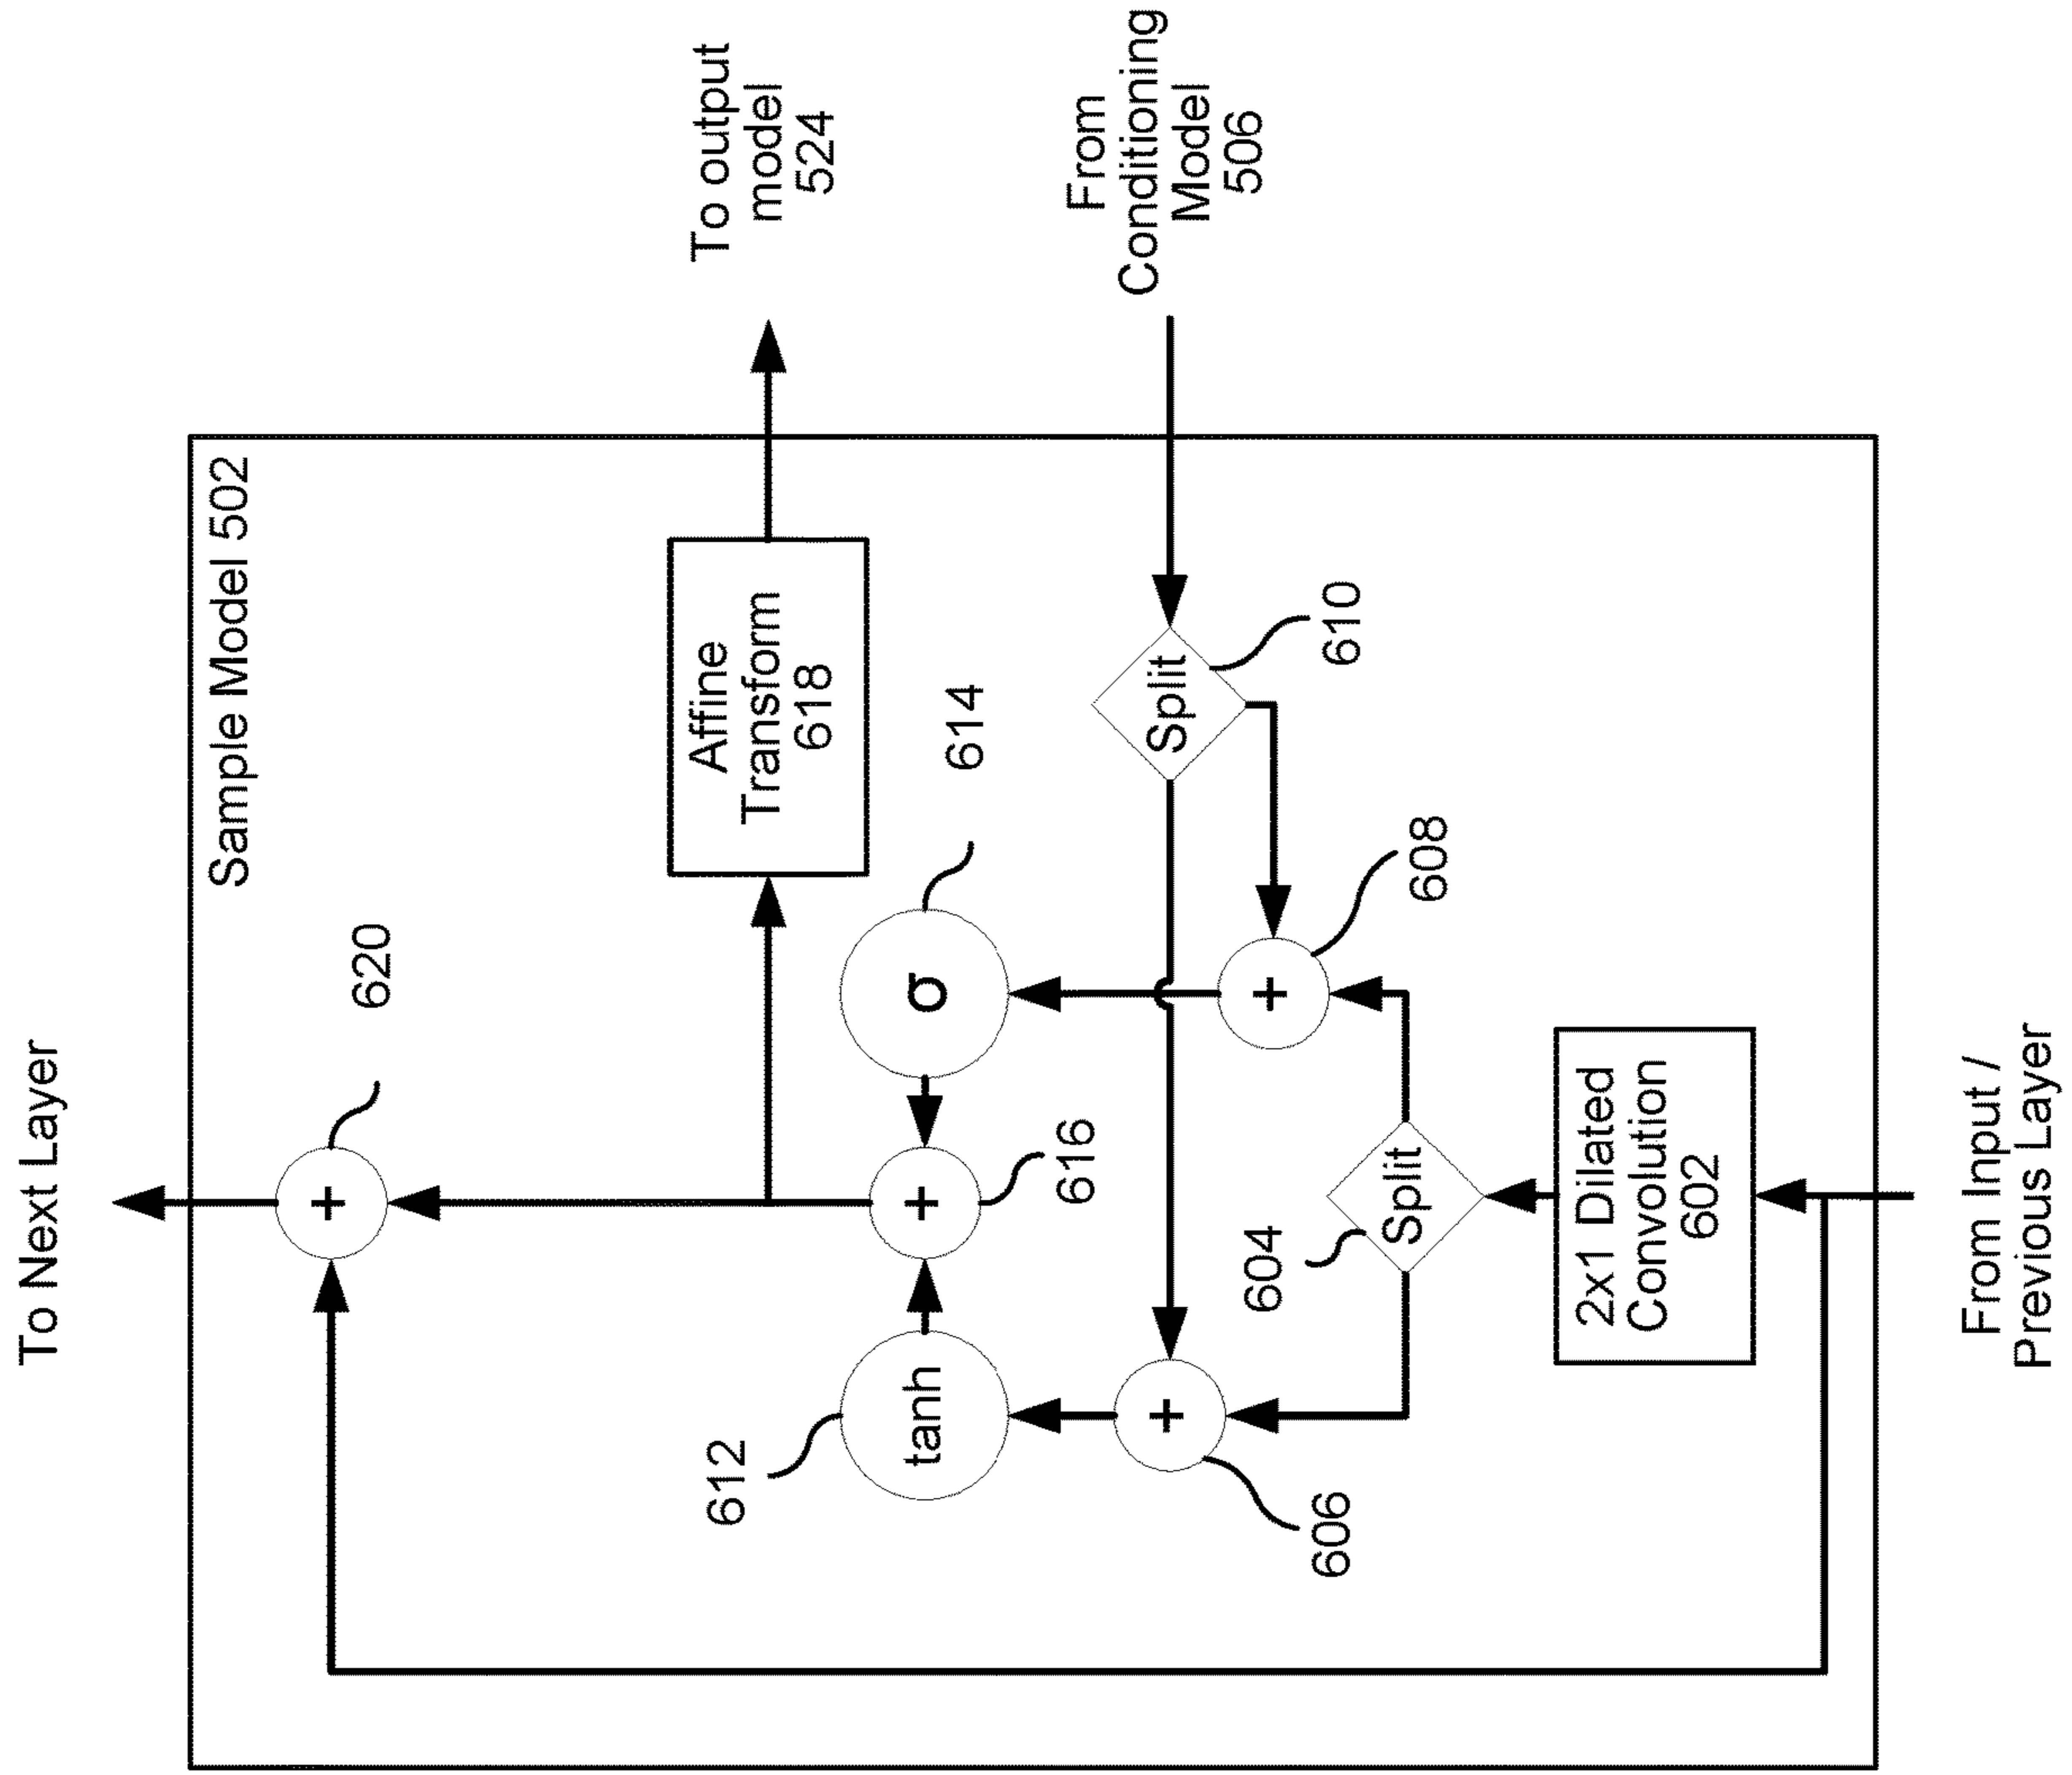 To Next Layer
Sample Model 502
620
To output
model
524
Affine
Transform
618
614
σ
612
tanh
+
616
+
From
Conditioning
Model
506
Split
610
606
+
608
+
604
Split
2x1 Dilated
Convolution
602
From Input /
Previous Layer